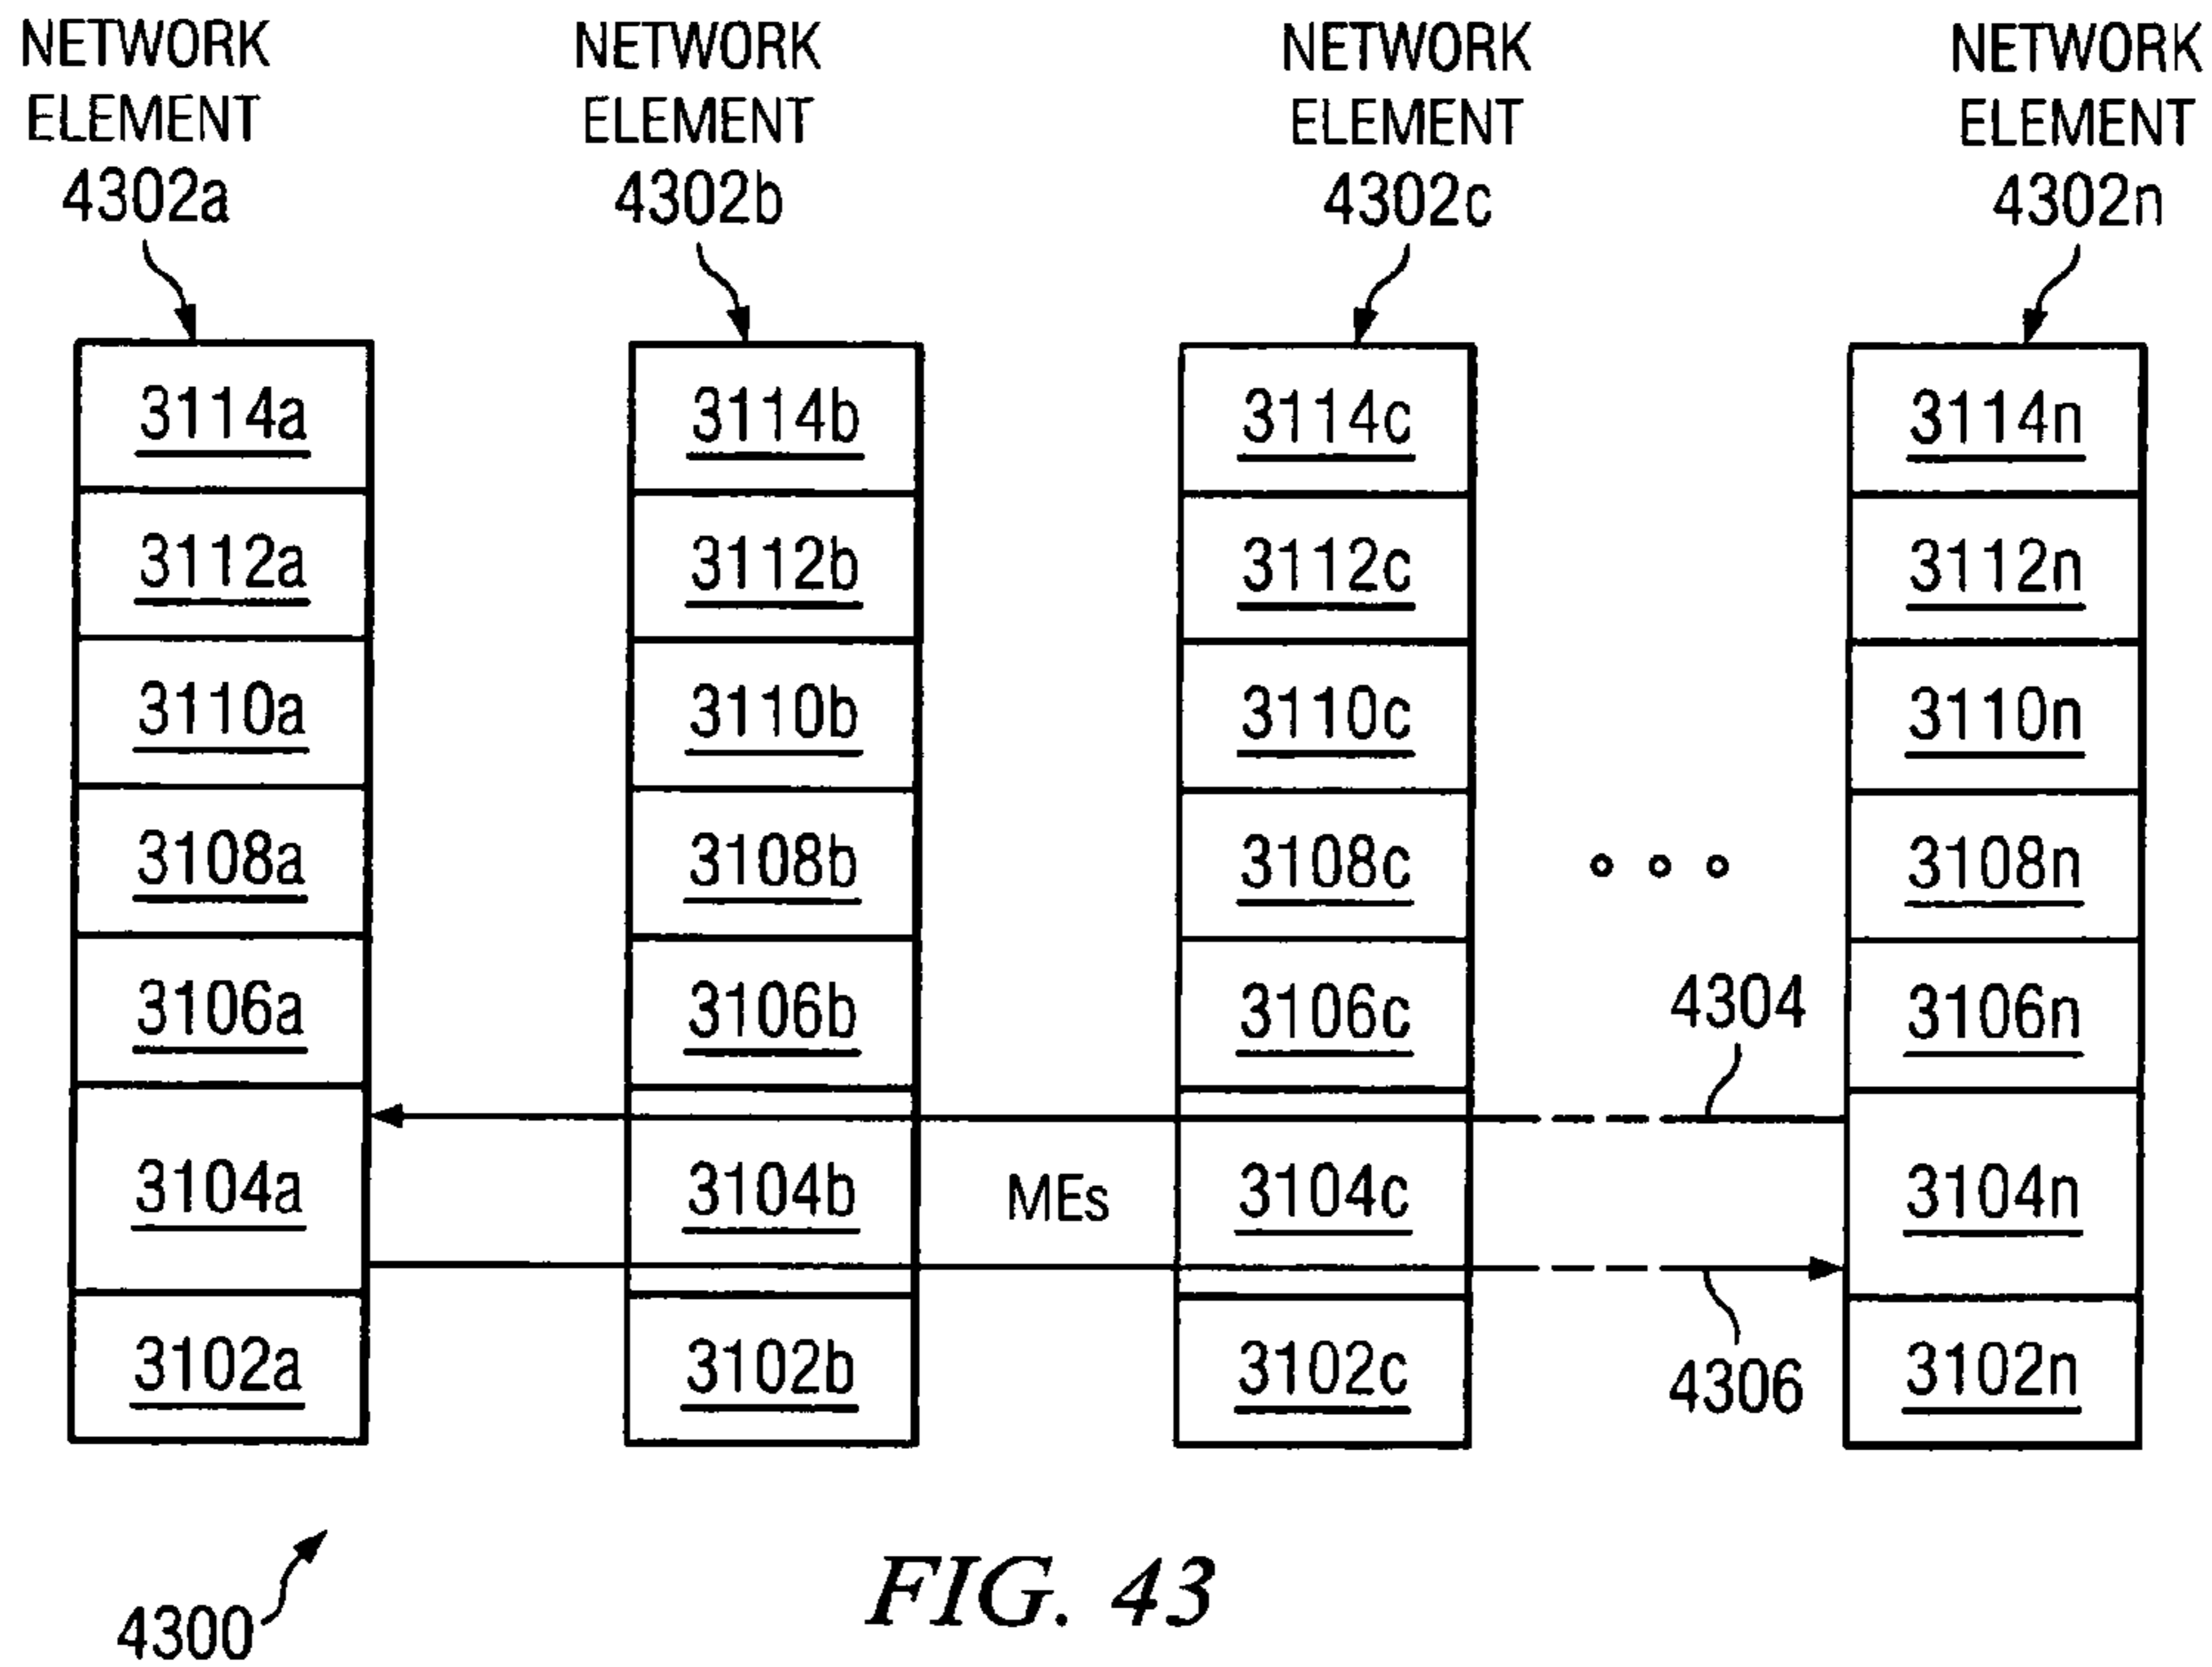 NETWORK ELEMENT 4302a
NETWORK ELEMENT 4302b
NETWORK ELEMENT 4302c
NETWORK ELEMENT 4302n
3114a 3114b 3114c 3114n
3112a 3112b 3112c 3112n
3110a 3110b 3110c 3110n
3108a 3108b 3108c 3108n
3106a 3106b 3106c 4304 3106n
3104a 3104b MEs 3104c 3104n
3102a 3102b 3102c 4306 3102n
4300
FIG. 43